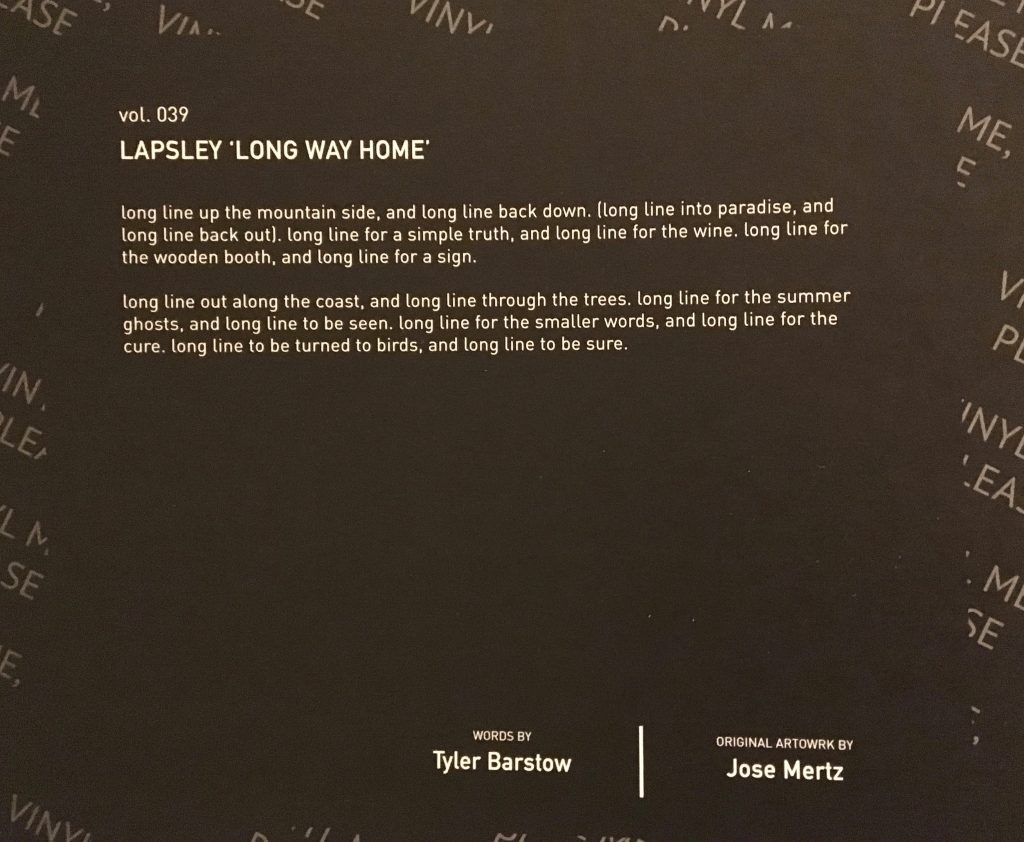 vol. 039
LAPSLEY 'LONG WAY HOME'
long line up the mountain side, and long line back down. (long line into paradise, and
long line back out). long line for a simple truth, and long line for the wine. long line for
the wooden booth, and long line for a sign.
long line out along the coast, and long line through the trees. long line for the summer
ghosts, and long line to be seen. long line for the smaller words, and long line for the
cure. long line to be turned to birds, and long line to be sure.
WORDS BY
Tyler Barstow
ORIGINAL ARTOWRK BY
Jose Mertz
PLEASE
ME,
VINYL